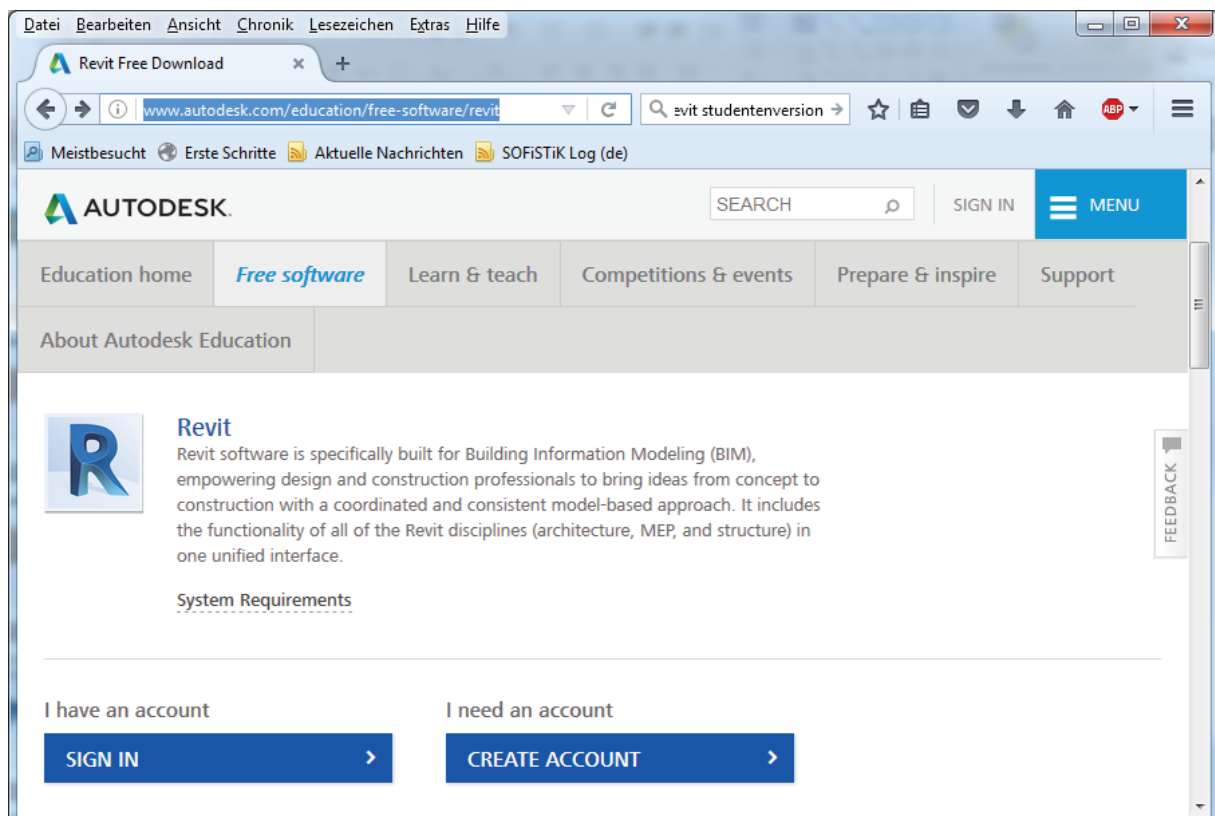 Datei Bearbeiten Ansicht Chronik Lesezeichen Extras Hilfe
Revit Free Download
www.autodesk.com/education/free-software/revit
evit studentenversion
ABP
Meistbesucht Erste Schritte Aktuelle Nachrichten SOFiSTiK Log (de)
AUTODESK.
SEARCH
SIGN IN
MENU
Education home Free software Learn & teach Competitions & events Prepare & inspire Support
About Autodesk Education
R
Revit
Revit software is specifically built for Building Information Modeling (BIM),
empowering design and construction professionals to bring ideas from concept to
construction with a coordinated and consistent model-based approach. It includes
the functionality of all of the Revit disciplines (architecture, MEP, and structure) in
one unified interface.
System Requirements
FEEDBACK
I have an account
SIGN IN
I need an account
CREATE ACCOUNT